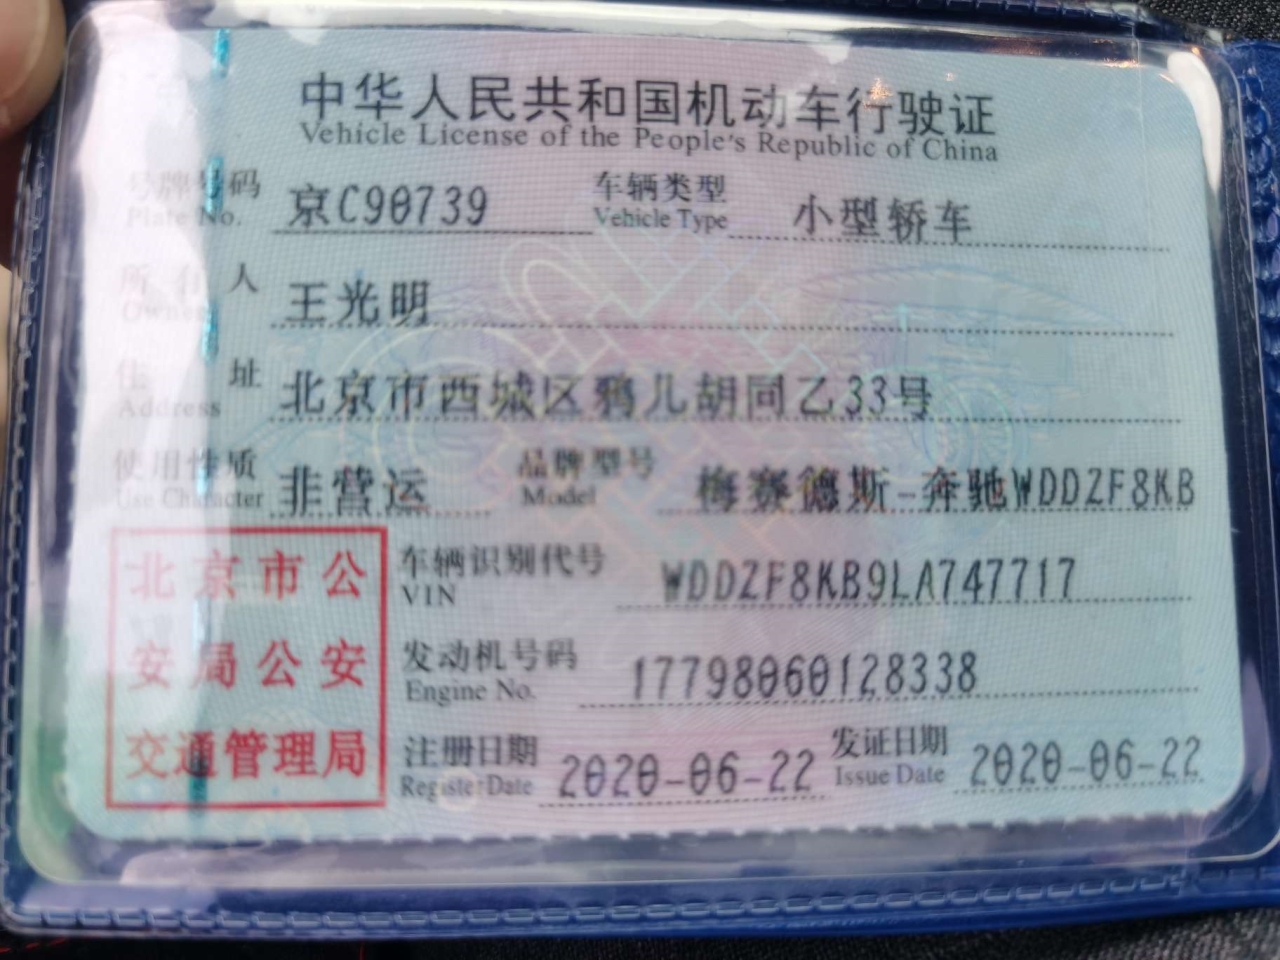 中华人民共和国机动车行驶证
Vehicle License of the People's Republic of China
号牌号码 京C90739 车辆类型 小型轿车
Plate No. Vehicle Type
所有人 王光明
Owner
住址 北京市西城区鸦儿胡同乙33号
Address
使用性质 非营运 品牌型号 梅赛德斯-奔驰WDDZF8KB
Use Character Model
北京市公
安局公安
交通管理局
车辆识别代号 WDDZF8KB9LA747717
VIN
发动机号码 17798060128338
Engine No.
注册日期 2020-06-22 发证日期 2020-06-22
Register Date Issue Date